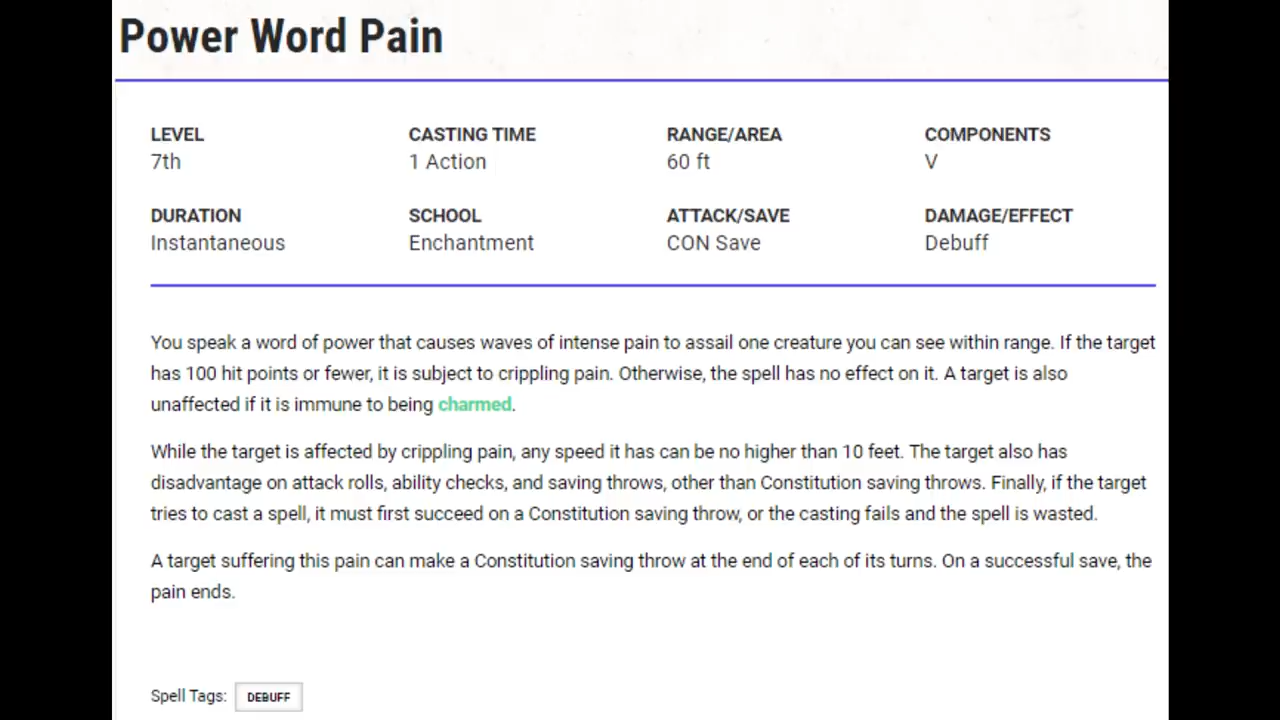 Power Word Pain
LEVEL CASTING TIME RANGE/AREA COMPONENTS
7th 1 Action 60 ft V
DURATION SCHOOL ATTACK/SAVE DAMAGE/EFFECT
Instantaneous Enchantment CON Save Debuff
You speak a word of power that causes waves of intense pain to assail one creature you can see within range. If the target
has 100 hit points or fewer, it is subject to crippling pain. Otherwise, the spell has no effect on it. A target is also
unaffected if it is immune to being charmed.
While the target is affected by crippling pain, any speed it has can be no higher than 10 feet. The target also has
disadvantage on attack rolls, ability checks, and saving throws, other than Constitution saving throws. Finally, if the target
tries to cast a spell, it must first succeed on a Constitution saving throw, or the casting fails and the spell is wasted.
A target suffering this pain can make a Constitution saving throw at the end of each of its turns. On a successful save, the
pain ends.
Spell Tags: DEBUFF